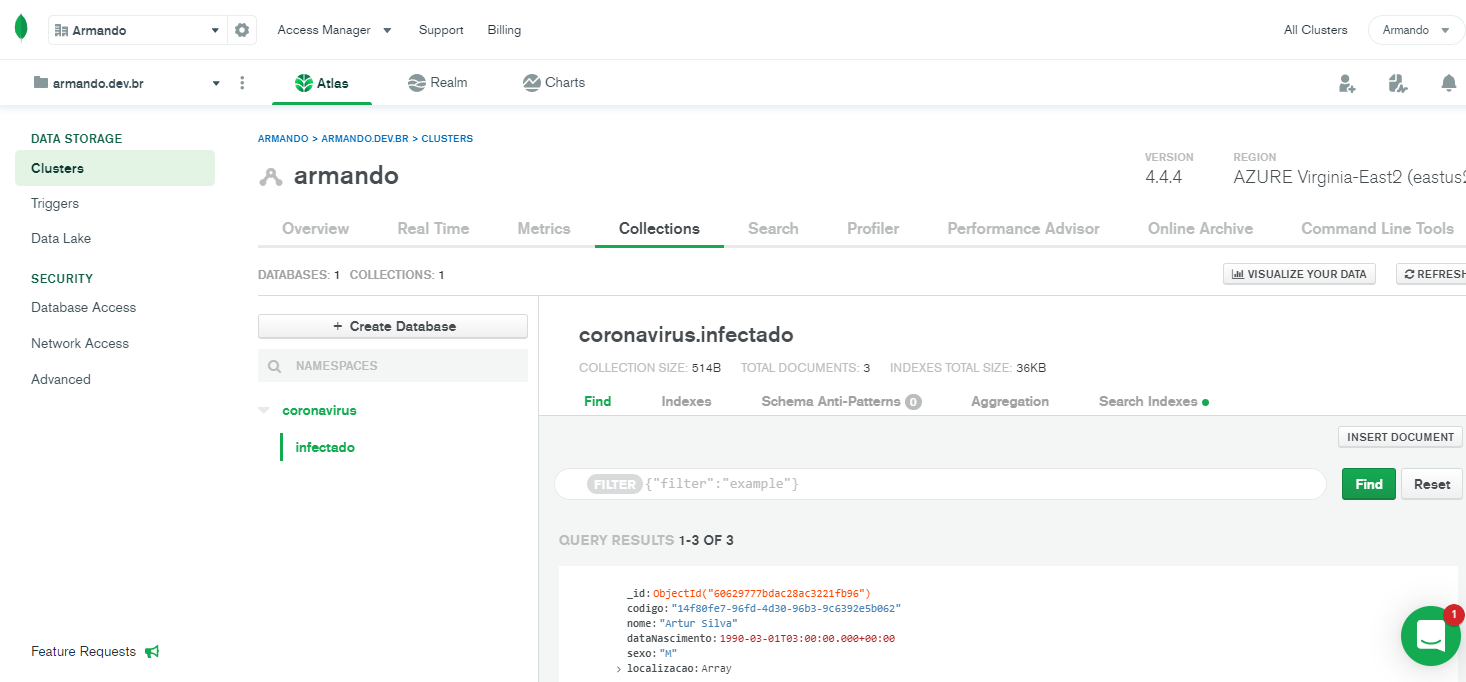 Armando Access Manager Support Billing All Clusters Armando
armando.dev.br Atlas Realm Charts
DATA STORAGE
Clusters
Triggers
Data Lake
SECURITY
Database Access
Network Access
Advanced
Feature Requests
ARMANDO > ARMANDO.DEV.BR > CLUSTERS
armando
VERSION
4.4.4
REGION
AZURE Virginia-East2 (eastus2
Overview Real Time Metrics Collections Search Profiler Performance Advisor Online Archive Command Line Tools
DATABASES: 1 COLLECTIONS: 1
VISUALIZE YOUR DATA REFRESH
+ Create Database
NAMESPACES
coronavirus
infectado
coronavirus.infectado
COLLECTION SIZE: 514B TOTAL DOCUMENTS: 3 INDEXES TOTAL SIZE: 36KB
Find Indexes Schema Anti-Patterns 0 Aggregation Search Indexes
INSERT DOCUMENT
FILTER {"filter":"example"} Find Reset
QUERY RESULTS 1-3 OF 3
_id: ObjectId("60629777bdac28ac3221fb96")
codigo: "14f80fe7-96fd-4d30-96b3-9c6392e5b062"
nome: "Artur Silva"
dataNascimento: 1990-03-01T03:00:00.000+00:00
sexo: "M"
> localizacao: Array
1